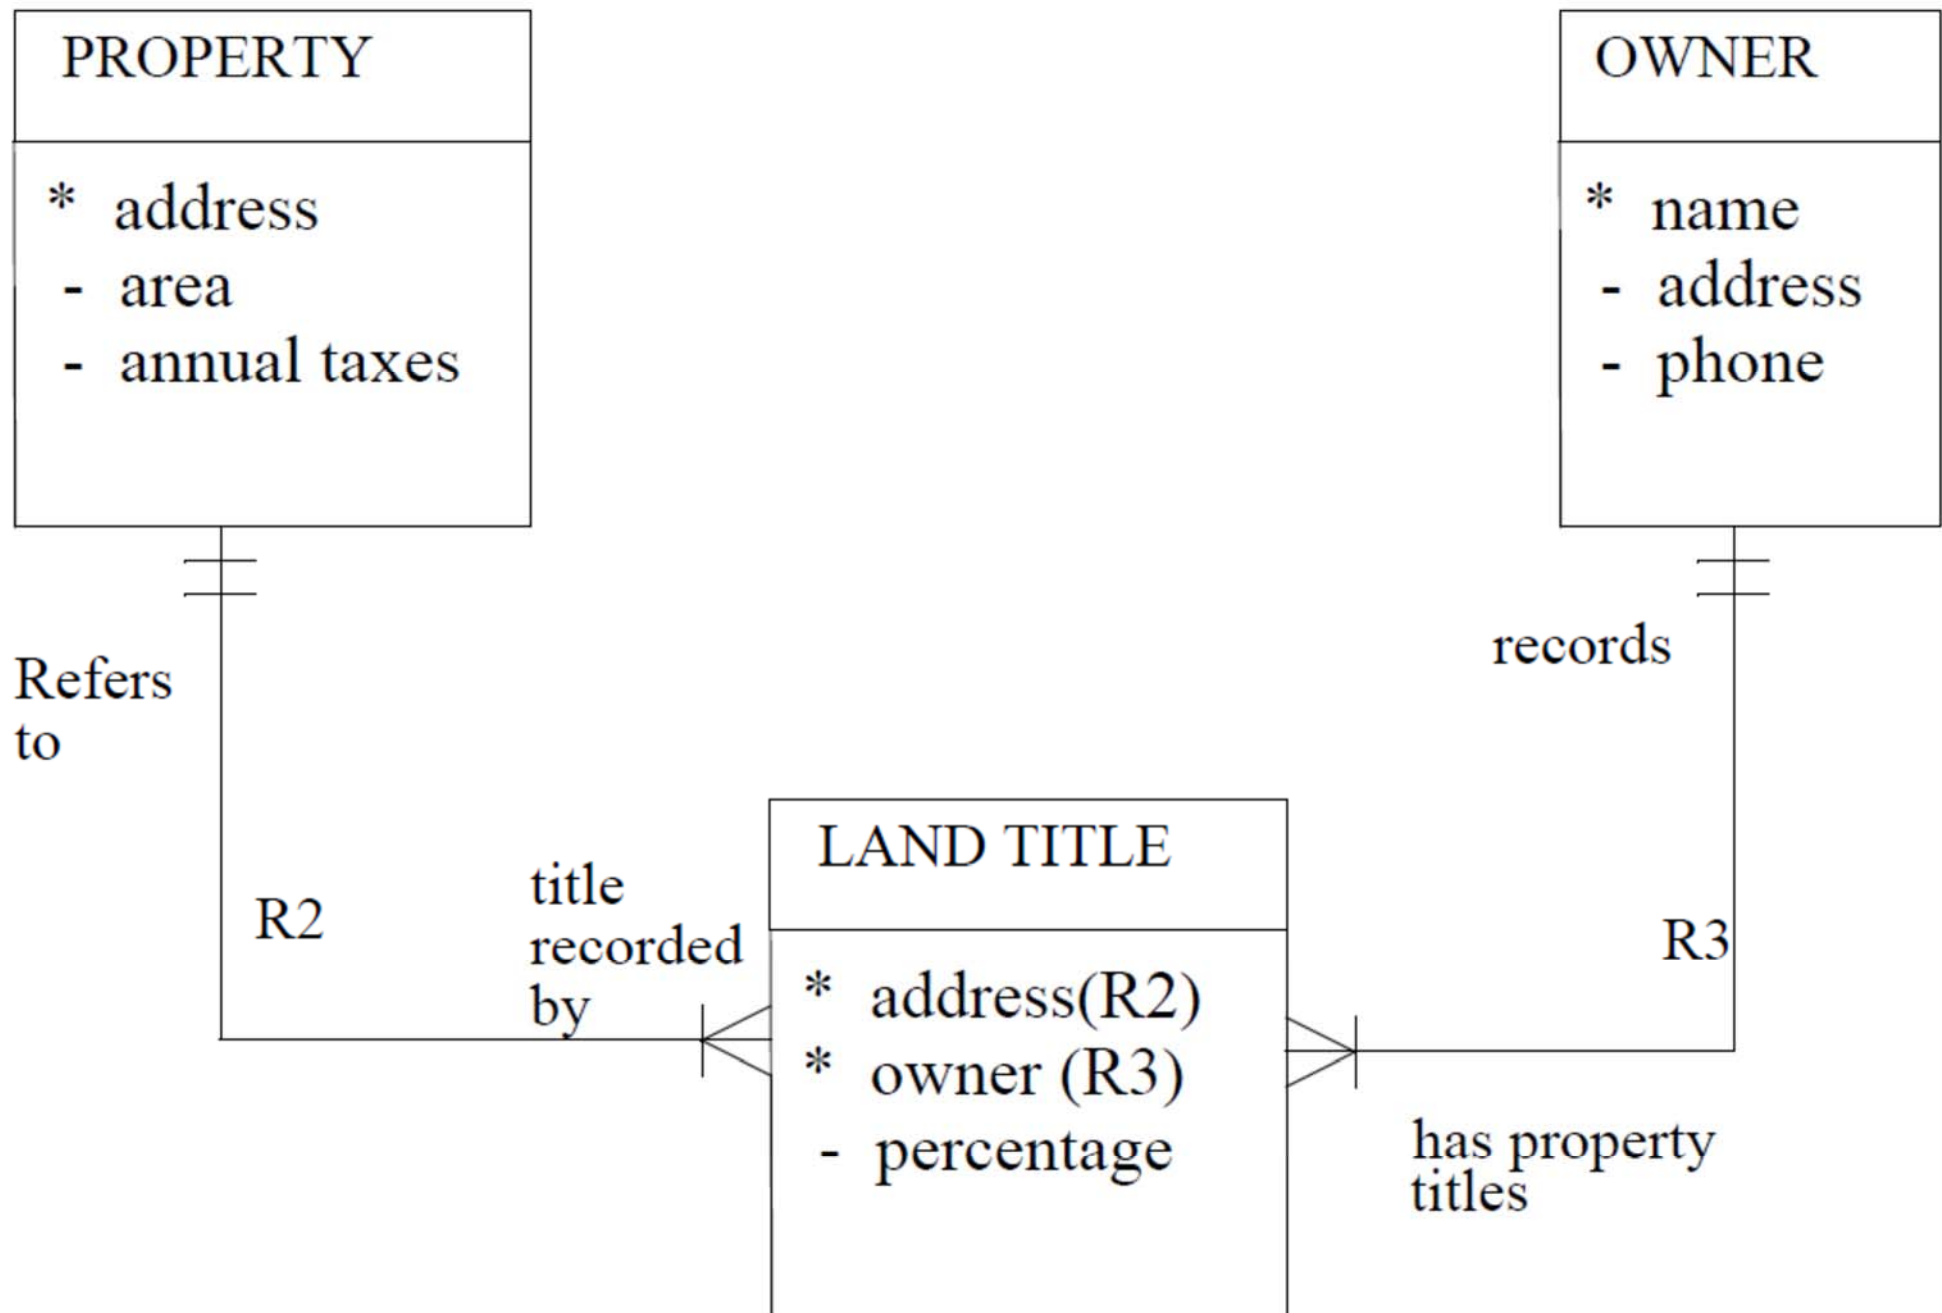 PROPERTY
* address
- area
- annual taxes
OWNER
* name
- address
- phone
Refers
to
records
R2
title
recorded
by
LAND TITLE
* address(R2)
* owner (R3)
- percentage
R3
has property
titles